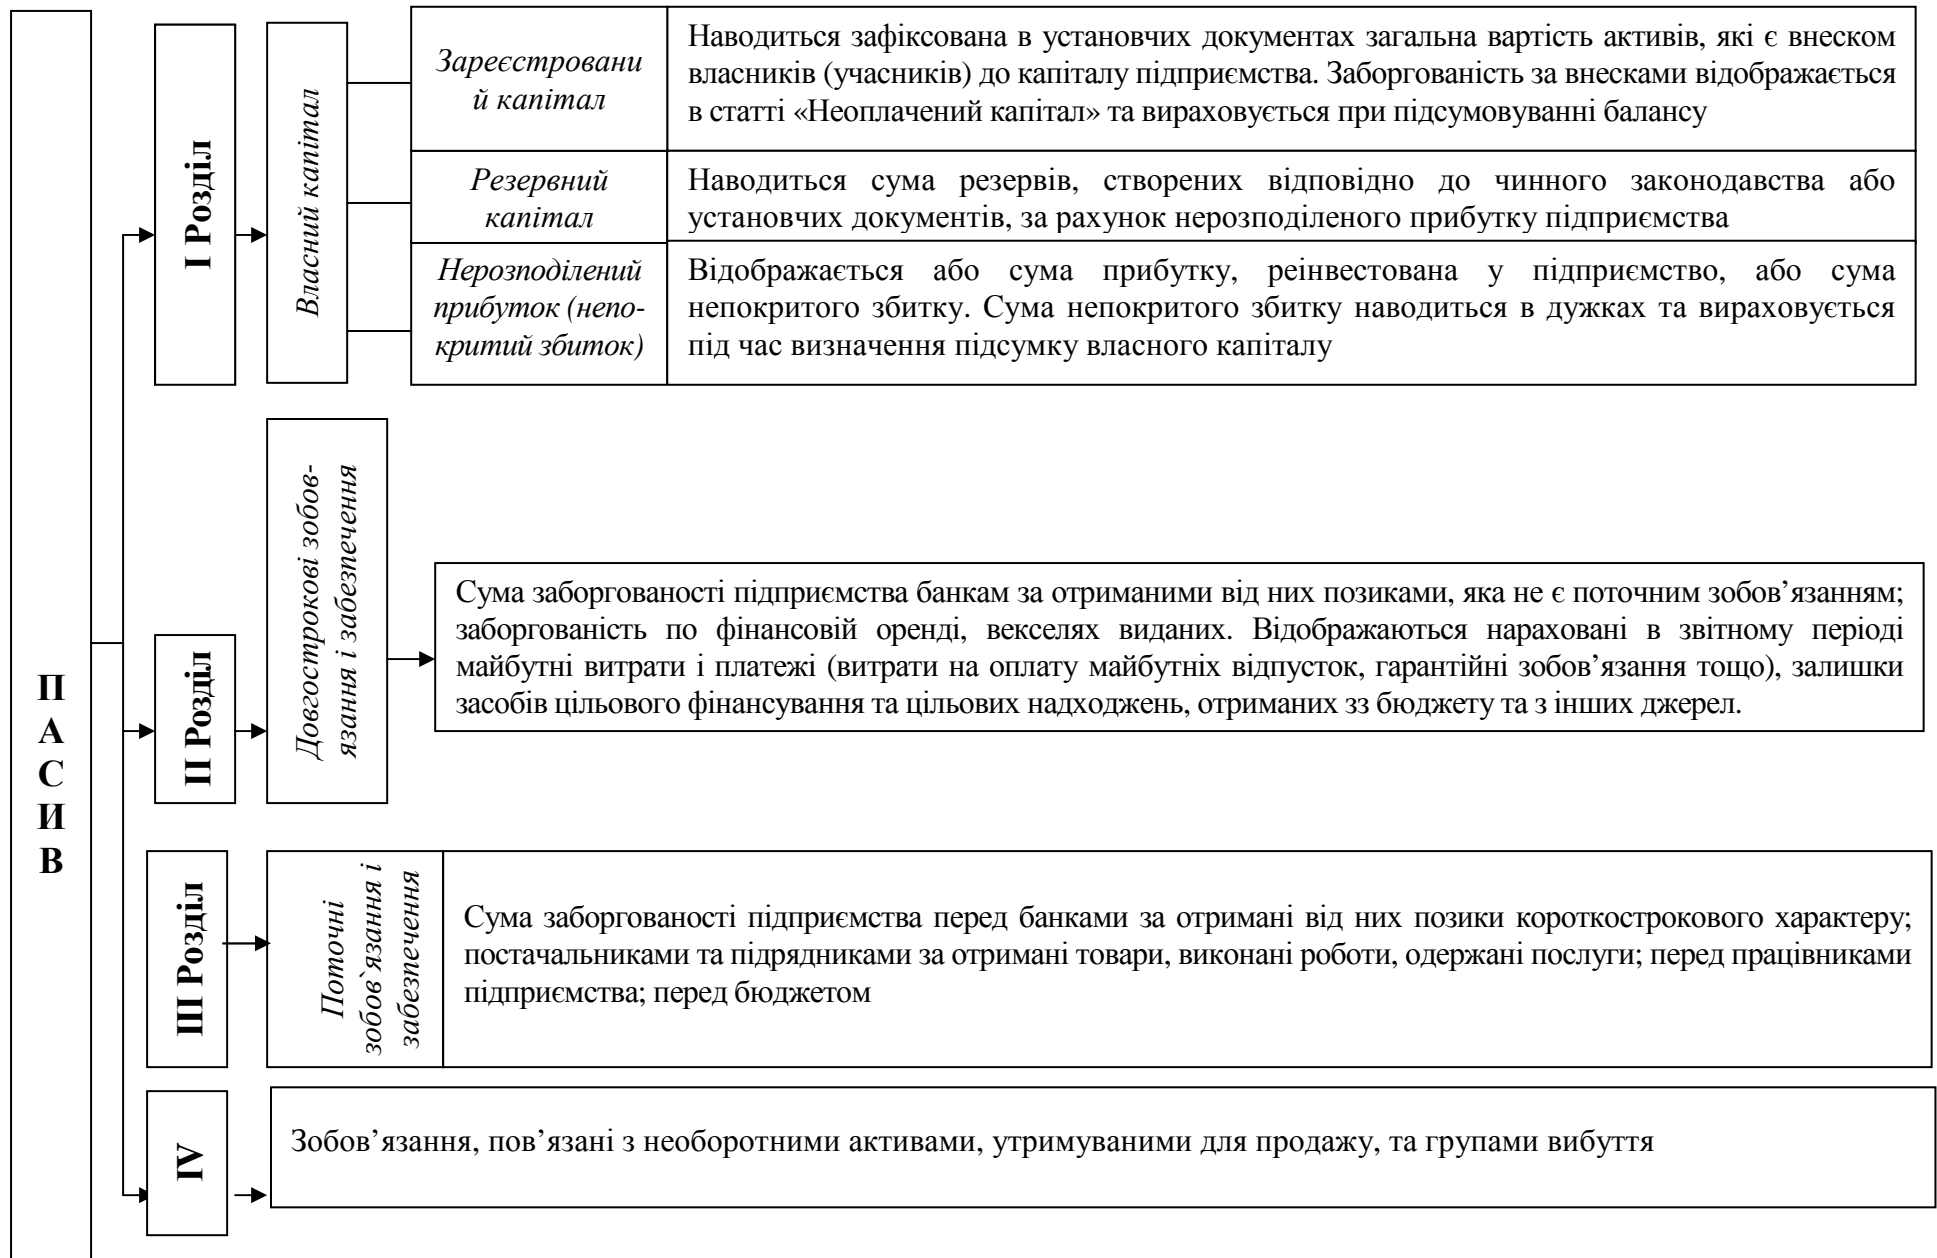 ПАСИВ
І Розділ
Власний капітал
Зареєстровани
й капітал
Наводиться зафіксована в установчих документах загальна вартість активів, які є внеском
власників (учасників) до капіталу підприємства. Заборгованість за внесками відображається
в статті «Неоплачений капітал» та вираховується при підсумовуванні балансу
Резервний
капітал
Наводиться сума резервів, створених відповідно до чинного законодавства або
установчих документів, за рахунок нерозподіленого прибутку підприємства
Нерозподілений
прибуток (непо-
критий збиток)
Відображається або сума прибутку, реінвестована у підприємство, або сума
непокритого збитку. Сума непокритого збитку наводиться в дужках та вираховується
під час визначення підсумку власного капіталу
ІІ Розділ
Довгострокові зобов-
язання і забезпечення
Сума заборгованості підприємства банкам за отриманими від них позиками, яка не є поточним зобов’язанням;
заборгованість по фінансовій оренді, векселях виданих. Відображаються нараховані в звітному періоді
майбутні витрати і платежі (витрати на оплату майбутніх відпусток, гарантійні зобов’язання тощо), залишки
засобів цільового фінансування та цільових надходжень, отриманих зз бюджету та з інших джерел.
ІІІ Розділ
Поточні
зобов`язання і
забезпечення
Сума заборгованості підприємства перед банками за отримані від них позики короткострокового характеру;
постачальниками та підрядниками за отримані товари, виконані роботи, одержані послуги; перед працівниками
підприємства; перед бюджетом
IV
Зобов’язання, пов’язані з необоротними активами, утримуваними для продажу, та групами вибуття